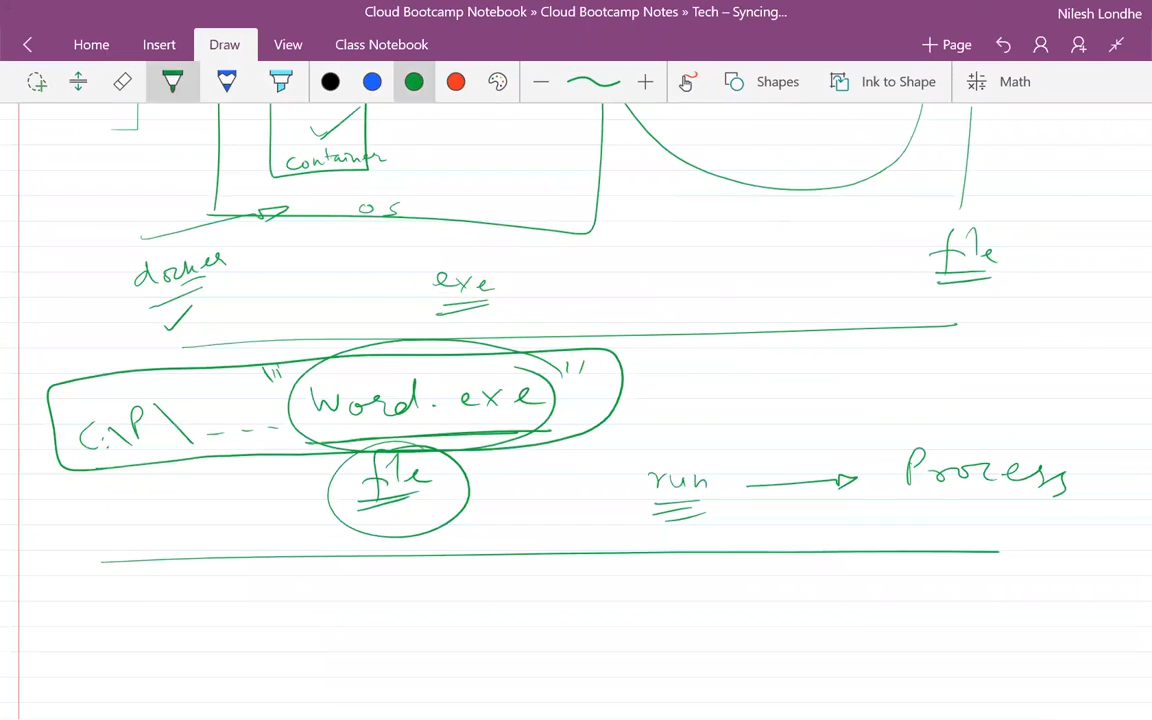 Cloud Bootcamp Notebook » Cloud Bootcamp Notes » Tech – Syncing...
Nilesh Londhe
Home Insert Draw View Class Notebook Page
Shapes Ink to Shape Math
container
os
docker
exe
file
"word.exe"
C:\P\ ---
file
run
Process